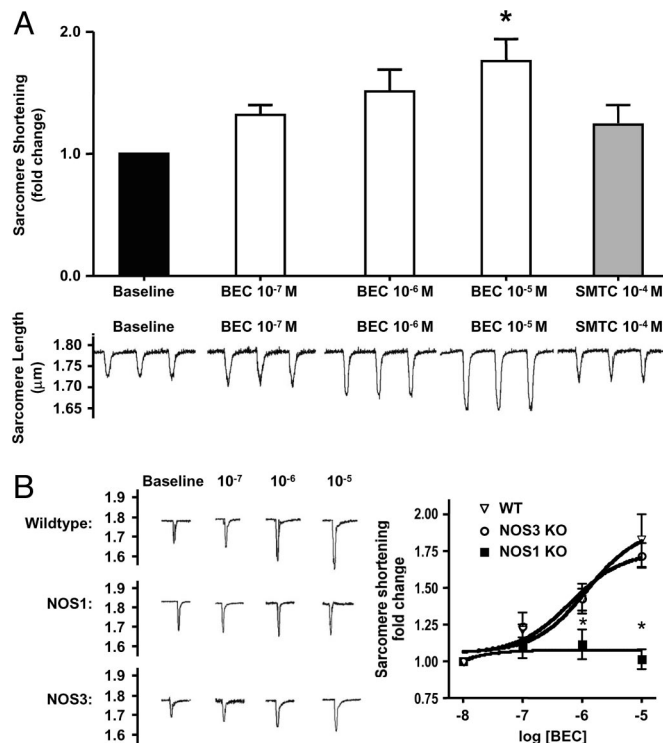 A
Sarcomere Shortening
(fold change)
2.0
*
1.0
0.0
Baseline
BEC 10-7 M
BEC 10-6 M
BEC 10-5 M
SMTC 10-4 M
Baseline
BEC 10-7 M
BEC 10-6 M
BEC 10-5 M
SMTC 10-4 M
Sarcomere Length
(μm)
1.80
1.75
1.70
1.65
B
Baseline
10-7
10-6
10-5
Wildtype:
1.9
1.8
1.7
1.6
NOS1:
1.9
1.8
1.7
1.6
NOS3:
1.9
1.8
1.7
1.6
Sarcomere shortening
fold change
2.00
1.75
1.50
1.25
1.00
0.75
WT
NOS3 KO
NOS1 KO
*
*
-8
-7
-6
-5
log [BEC]